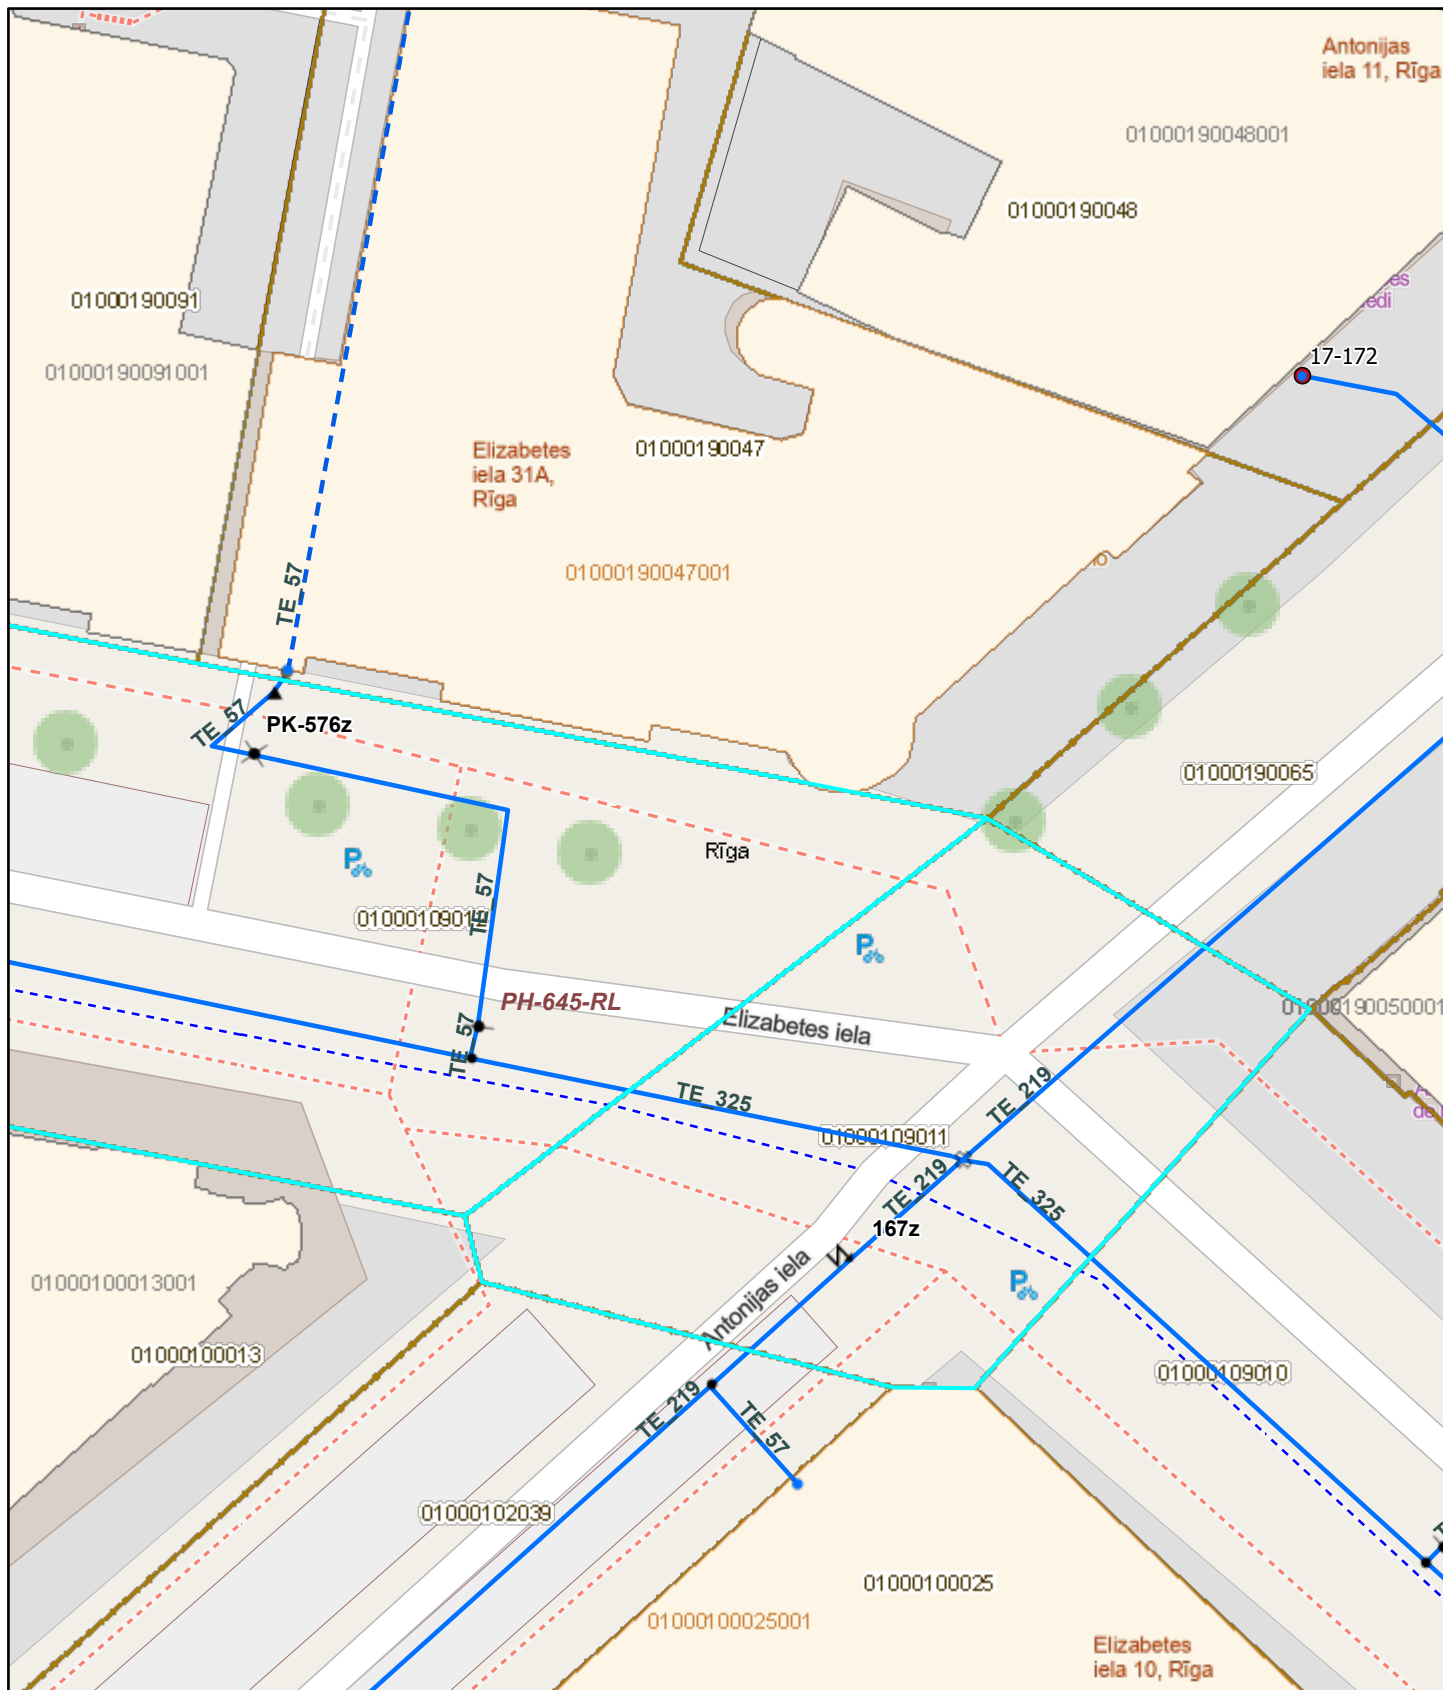 Antonijas
iela 11, Rīga
01000190048001
01000190048
01000190091
01000190091001
17-172
Elizabetes
iela 31A,
Rīga
01000190047
01000190047001
TE_57
TE_57
PK-576z
01000190065
Rīga
P
TE_57
P
PH-645-RL
Elizabetes iela
01000190050001
TE_57
TE_325
TE_219
01000109011
TE_219
TE_325
167z
P
Antonijas iela
01000100013001
01000100013
01000109010
TE_219
TE_57
01000102039
01000100025
01000100025001
Elizabetes
iela 10, Rīga